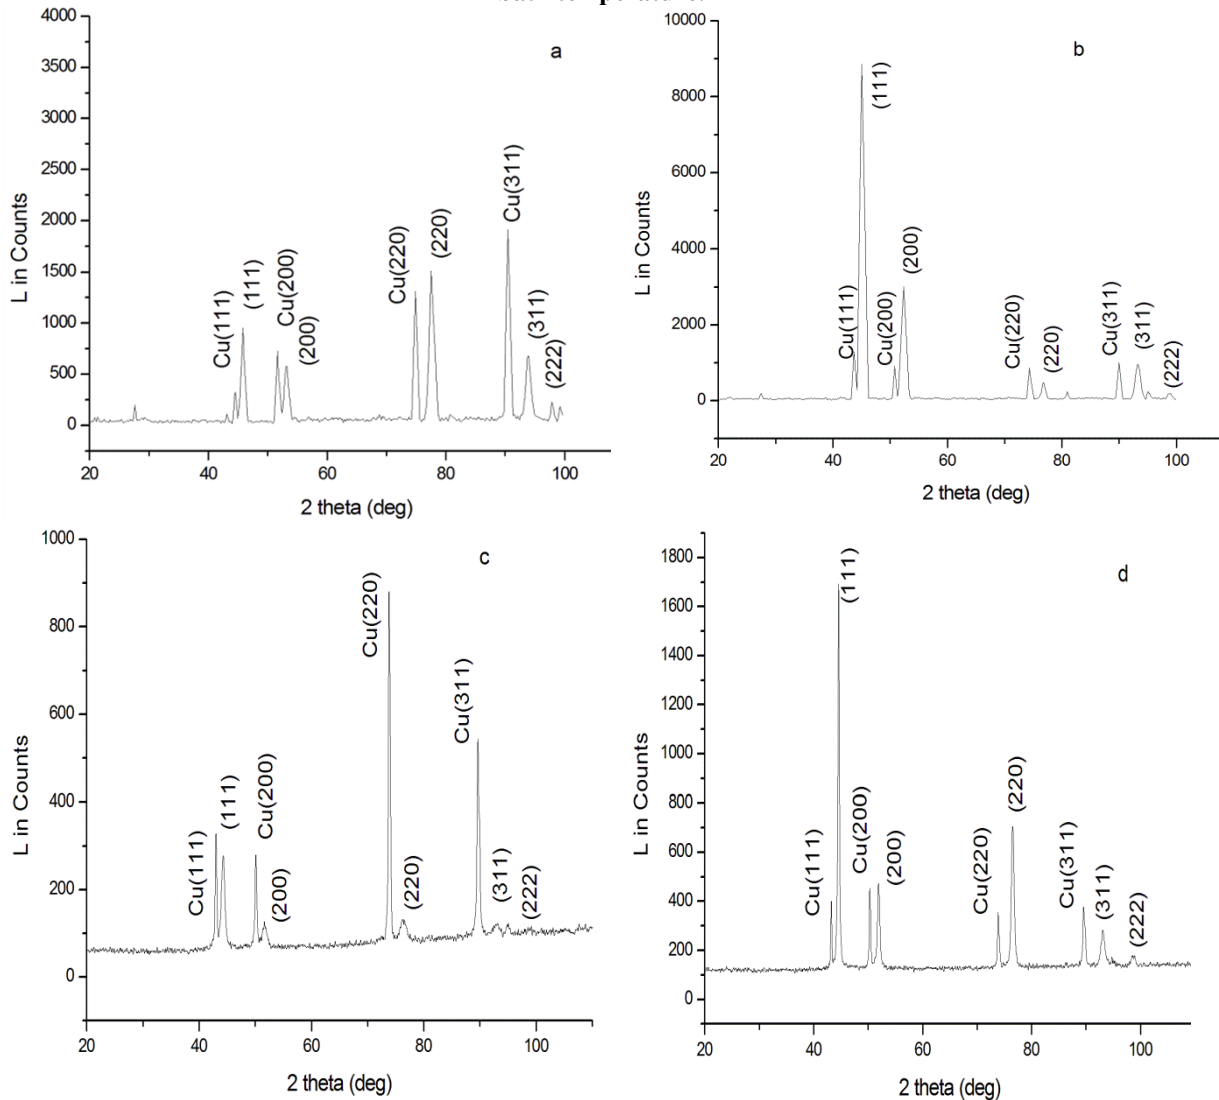 a
4000
3500
3000
2500
2000
1500
1000
500
0
L in Counts
Cu(111)
(111)
Cu(200)
(200)
Cu(220)
(220)
Cu(311)
(311)
(222)
20
40
60
80
100
2 theta (deg)
b
10000
8000
6000
4000
2000
0
L in Counts
Cu(111)
(111)
Cu(200)
(200)
Cu(220)
(220)
Cu(311)
(311)
(222)
20
40
60
80
100
2 theta (deg)
c
1000
800
600
400
200
0
L in Counts
Cu(111)
(111)
Cu(200)
(200)
Cu(220)
(220)
Cu(311)
(311)
(222)
20
40
60
80
100
2 theta (deg)
d
1800
1600
1400
1200
1000
800
600
400
200
0
L in Counts
Cu(111)
(111)
Cu(200)
(200)
Cu(220)
(220)
Cu(311)
(311)
(222)
20
40
60
80
100
2 theta (deg)